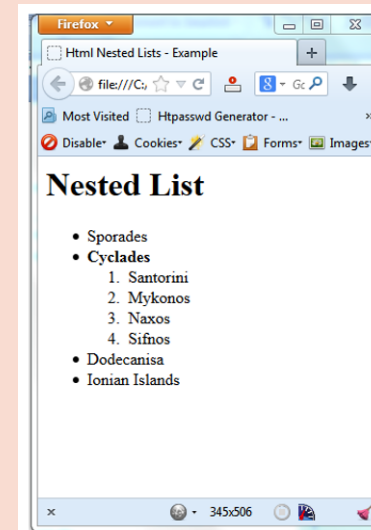 Firefox
Html Nested Lists - Example
file:///C:/
Gc
Most Visited Htpasswd Generator - ... »
Disable Cookies CSS Forms Images
Nested List
• Sporades
• Cyclades
1. Santorini
2. Mykonos
3. Naxos
4. Sifnos
• Dodecanisa
• Ionian Islands
x 345x506